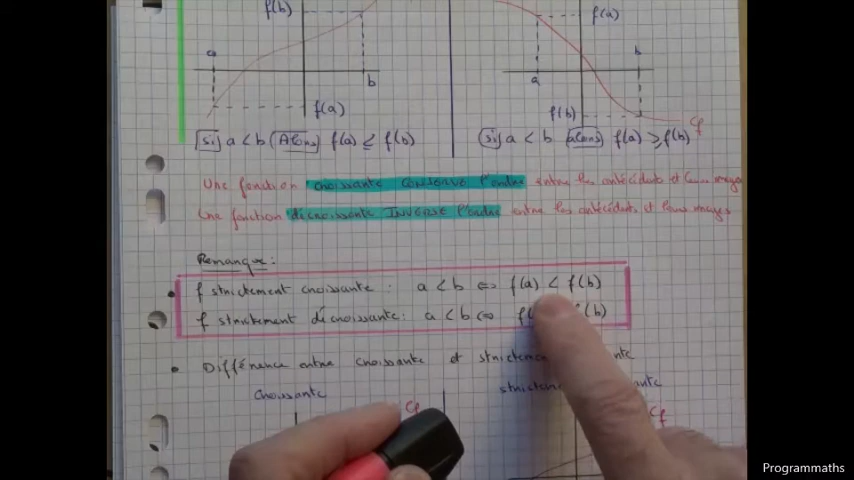 f(b) f(a)
a b a b
f(a) f(b) Cf
Si a < b Alors f(a) ≤ f(b) Si a < b alors f(a) ≥ f(b)
Une fonction croissante CONSERVE l'ordre entre les antécédents et leurs
Une fonction décroissante INVERSE l'ordre entre les antécédents et leurs images
Remarque:
f strictement croissante : a < b ⇔ f(a) < f(b)
f strictement décroissante : a < b ⇔ (b)
Différence entre croissante et
Croissante
Cf Cf
Programmaths